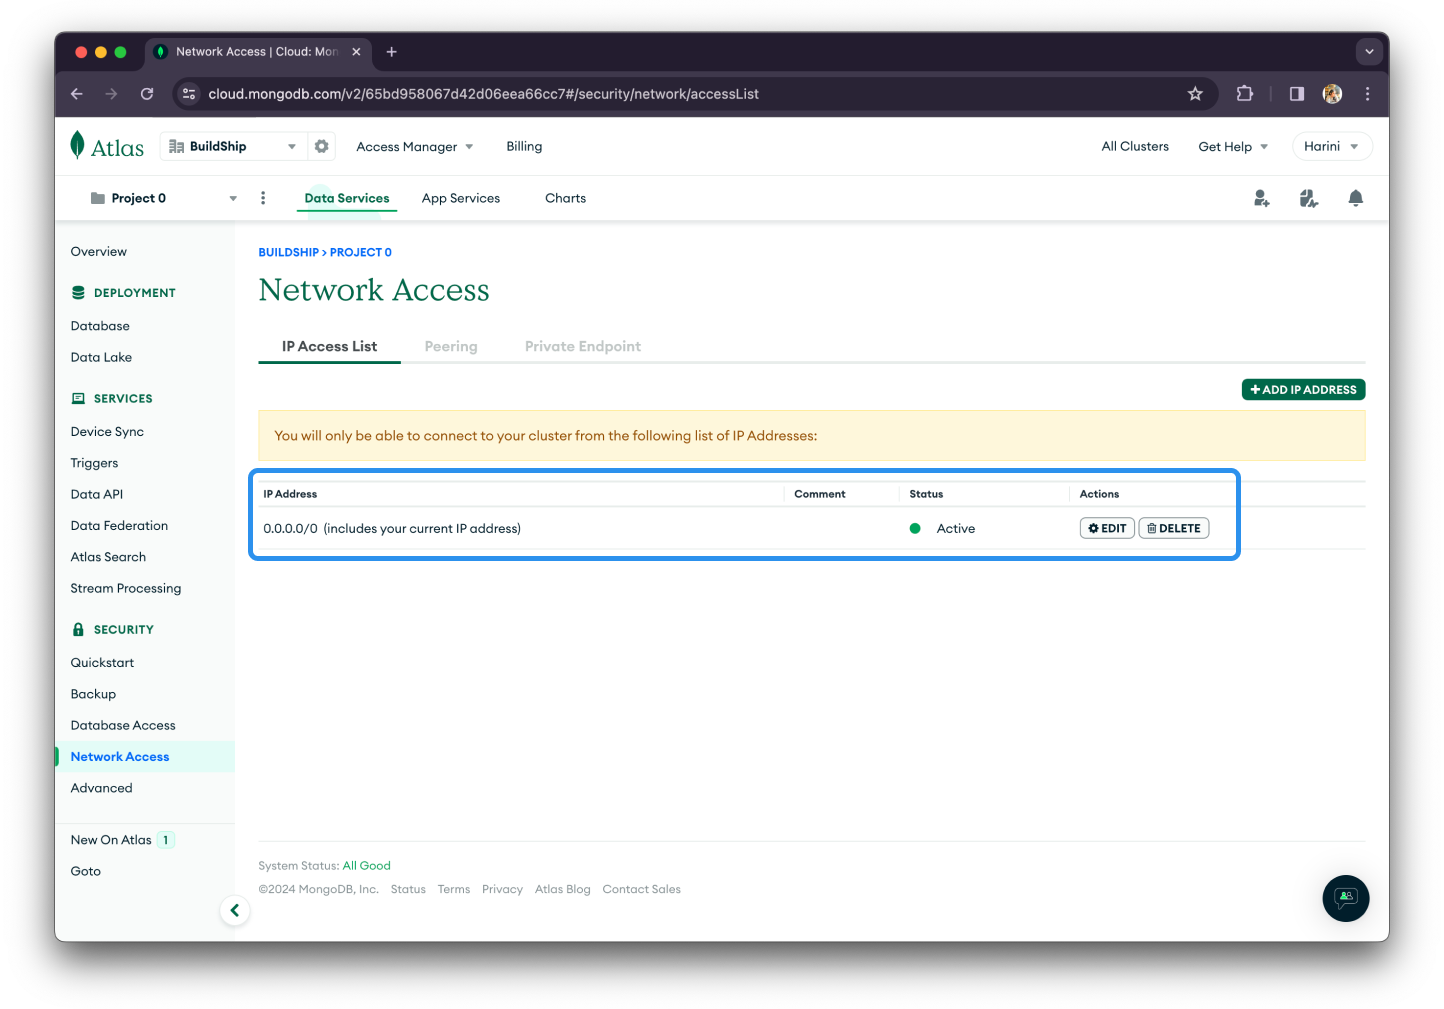 Network Access | Cloud: Mon
cloud.mongodb.com/v2/65bd958067d42d06eea66cc7#/security/network/accessList
Atlas
BuildShip
Access Manager
Billing
All Clusters
Get Help
Harini
Project 0
Data Services
App Services
Charts
Overview
DEPLOYMENT
Database
Data Lake
SERVICES
Device Sync
Triggers
Data API
Data Federation
Atlas Search
Stream Processing
SECURITY
Quickstart
Backup
Database Access
Network Access
Advanced
New On Atlas 1
Goto
BUILDSHIP > PROJECT 0
Network Access
IP Access List
Peering
Private Endpoint
+ ADD IP ADDRESS
You will only be able to connect to your cluster from the following list of IP Addresses:
IP Address Comment Status Actions
0.0.0.0/0 (includes your current IP address) Active EDIT DELETE
System Status: All Good
©2024 MongoDB, Inc. Status Terms Privacy Atlas Blog Contact Sales